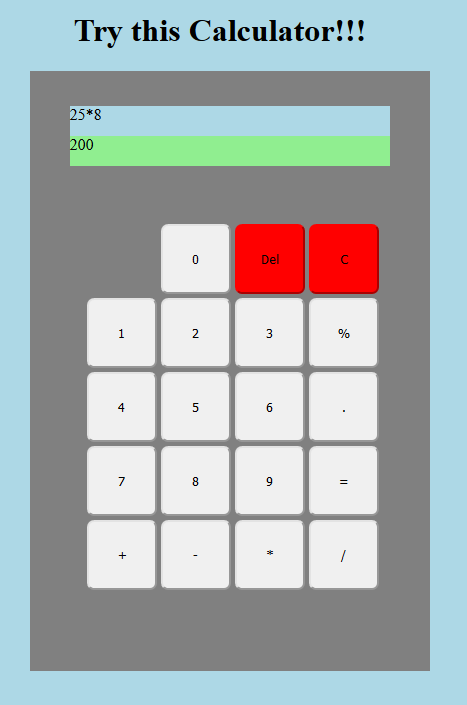 Try this Calculator!!!
25*8
200
0 Del C
1 2 3 %
4 5 6 .
7 8 9 =
+ - * /